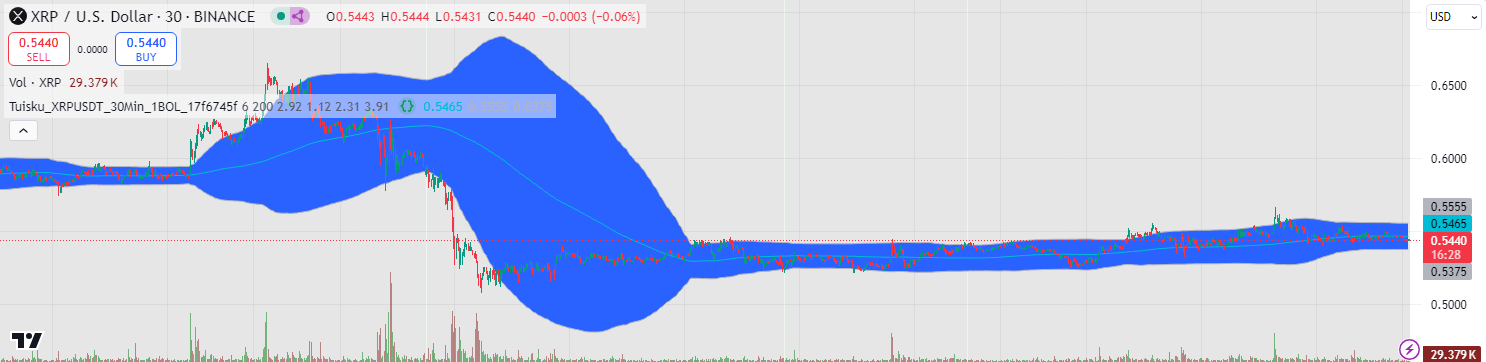 XRP / U.S. Dollar · 30 · BINANCE O0.5443 H0.5444 L0.5431 C0.5440 −0.0003 (−0.06%)
0.5440 SELL 0.0000 0.5440 BUY
Vol · XRP 29.379K
Tuisku_XRPUSDT_30Min_1BOL_17f6745f 6 200 2.92 1.12 2.31 3.91 {} 0.5465
USD
0.6500
0.6000
0.5555
0.5465
0.5440
16:28
0.5375
0.5000
29.379K